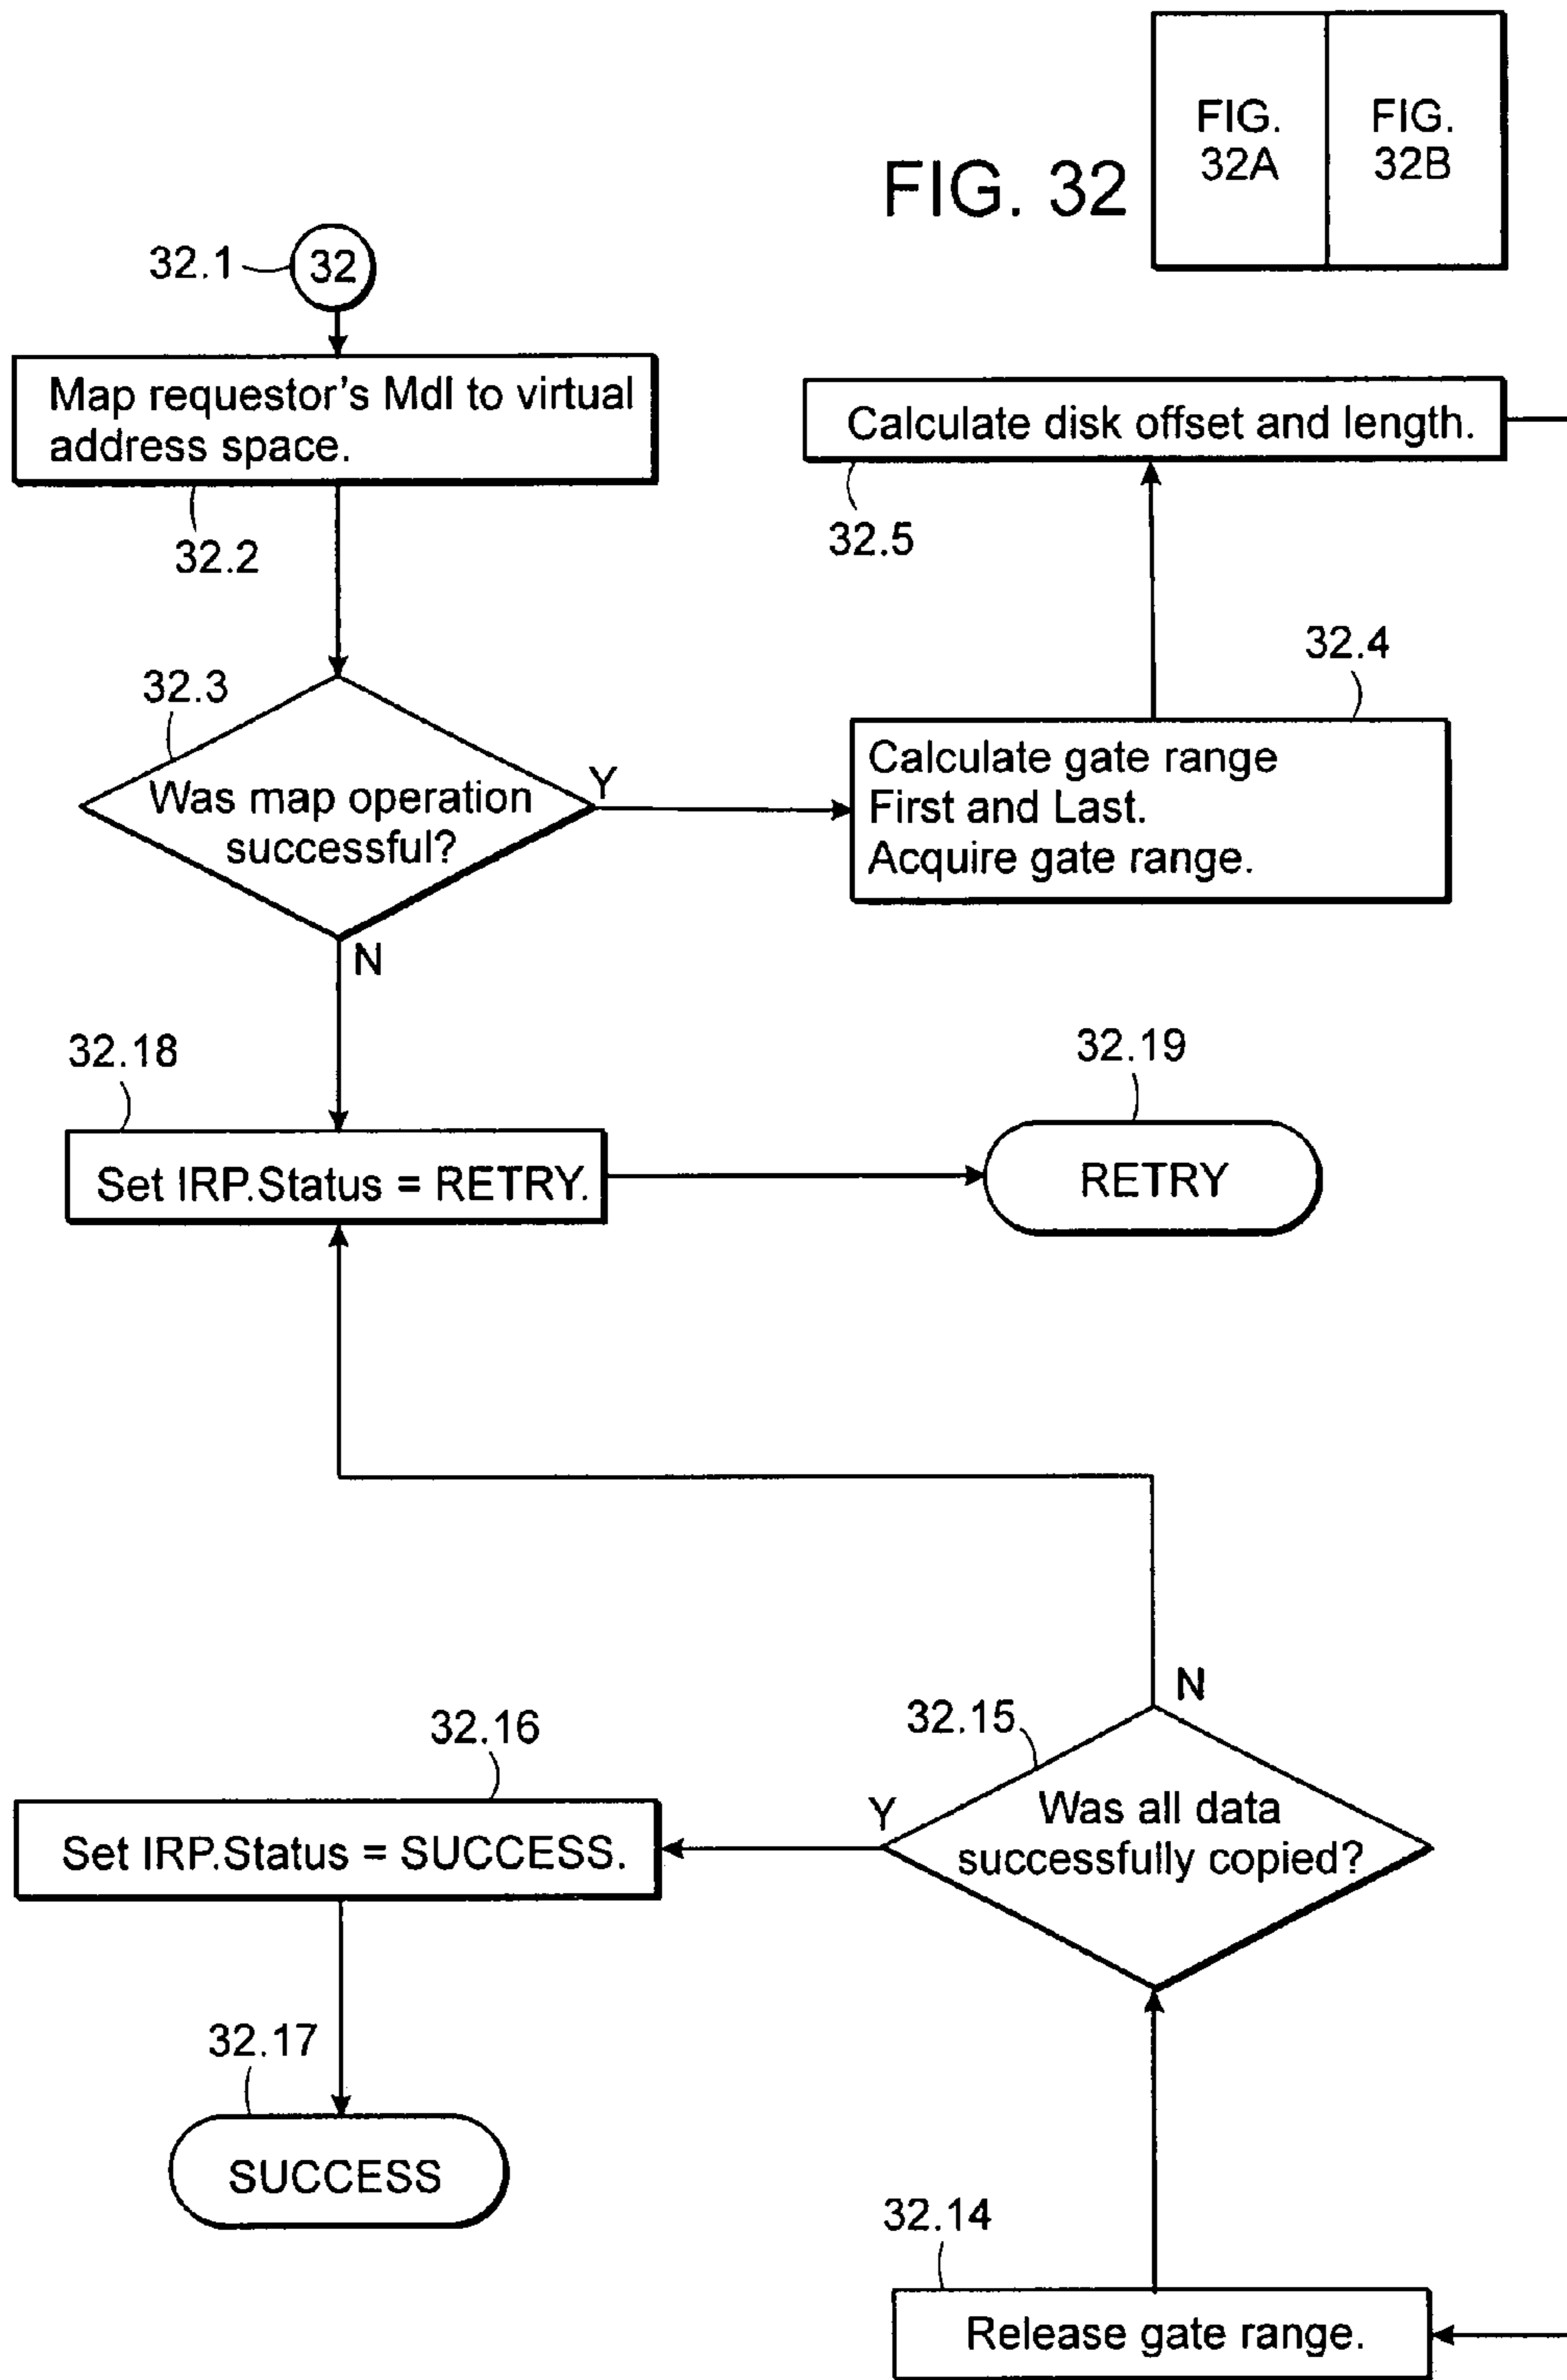 FIG. 32
FIG.
32A
FIG.
32B
32.1
32
Map requestor's Mdl to virtual
address space.
32.2
Calculate disk offset and length.
32.5
32.3
Was map operation
successful?
Y
N
32.4
Calculate gate range
First and Last.
Acquire gate range.
32.18
Set IRP.Status = RETRY.
32.19
RETRY
N
32.15
Was all data
successfully copied?
Y
32.16
Set IRP.Status = SUCCESS.
32.17
SUCCESS
32.14
Release gate range.